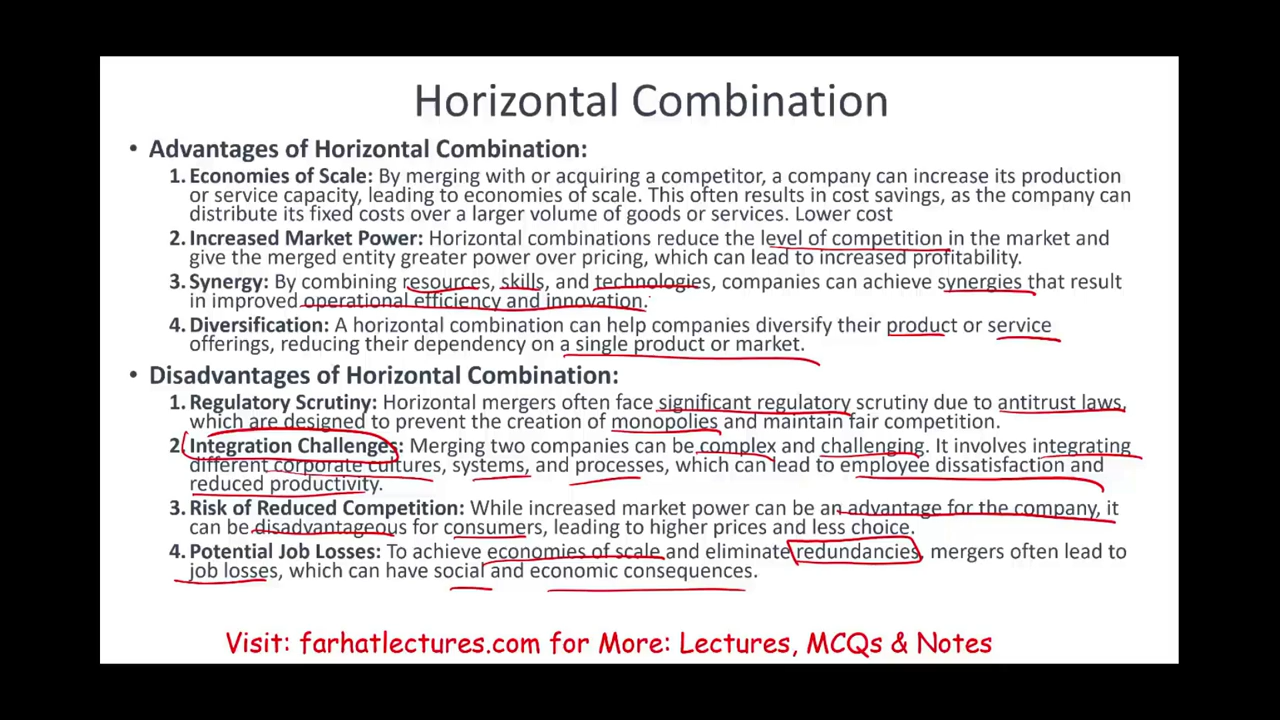 Horizontal Combination
• Advantages of Horizontal Combination:
1. Economies of Scale: By merging with or acquiring a competitor, a company can increase its production
or service capacity, leading to economies of scale. This often results in cost savings, as the company can
distribute its fixed costs over a larger volume of goods or services. Lower cost
2. Increased Market Power: Horizontal combinations reduce the level of competition in the market and
give the merged entity greater power over pricing, which can lead to increased profitability.
3. Synergy: By combining resources, skills, and technologies, companies can achieve synergies that result
in improved operational efficiency and innovation.
4. Diversification: A horizontal combination can help companies diversify their product or service
offerings, reducing their dependency on a single product or market.
• Disadvantages of Horizontal Combination:
1. Regulatory Scrutiny: Horizontal mergers often face significant regulatory scrutiny due to antitrust laws,
which are designed to prevent the creation of monopolies and maintain fair competition.
2. Integration Challenges: Merging two companies can be complex and challenging. It involves integrating
different corporate cultures, systems, and processes, which can lead to employee dissatisfaction and
reduced productivity.
3. Risk of Reduced Competition: While increased market power can be an advantage for the company, it
can be disadvantageous for consumers, leading to higher prices and less choice.
4. Potential Job Losses: To achieve economies of scale and eliminate redundancies, mergers often lead to
job losses, which can have social and economic consequences.
Visit: farhatlectures.com for More: Lectures, MCQs & Notes